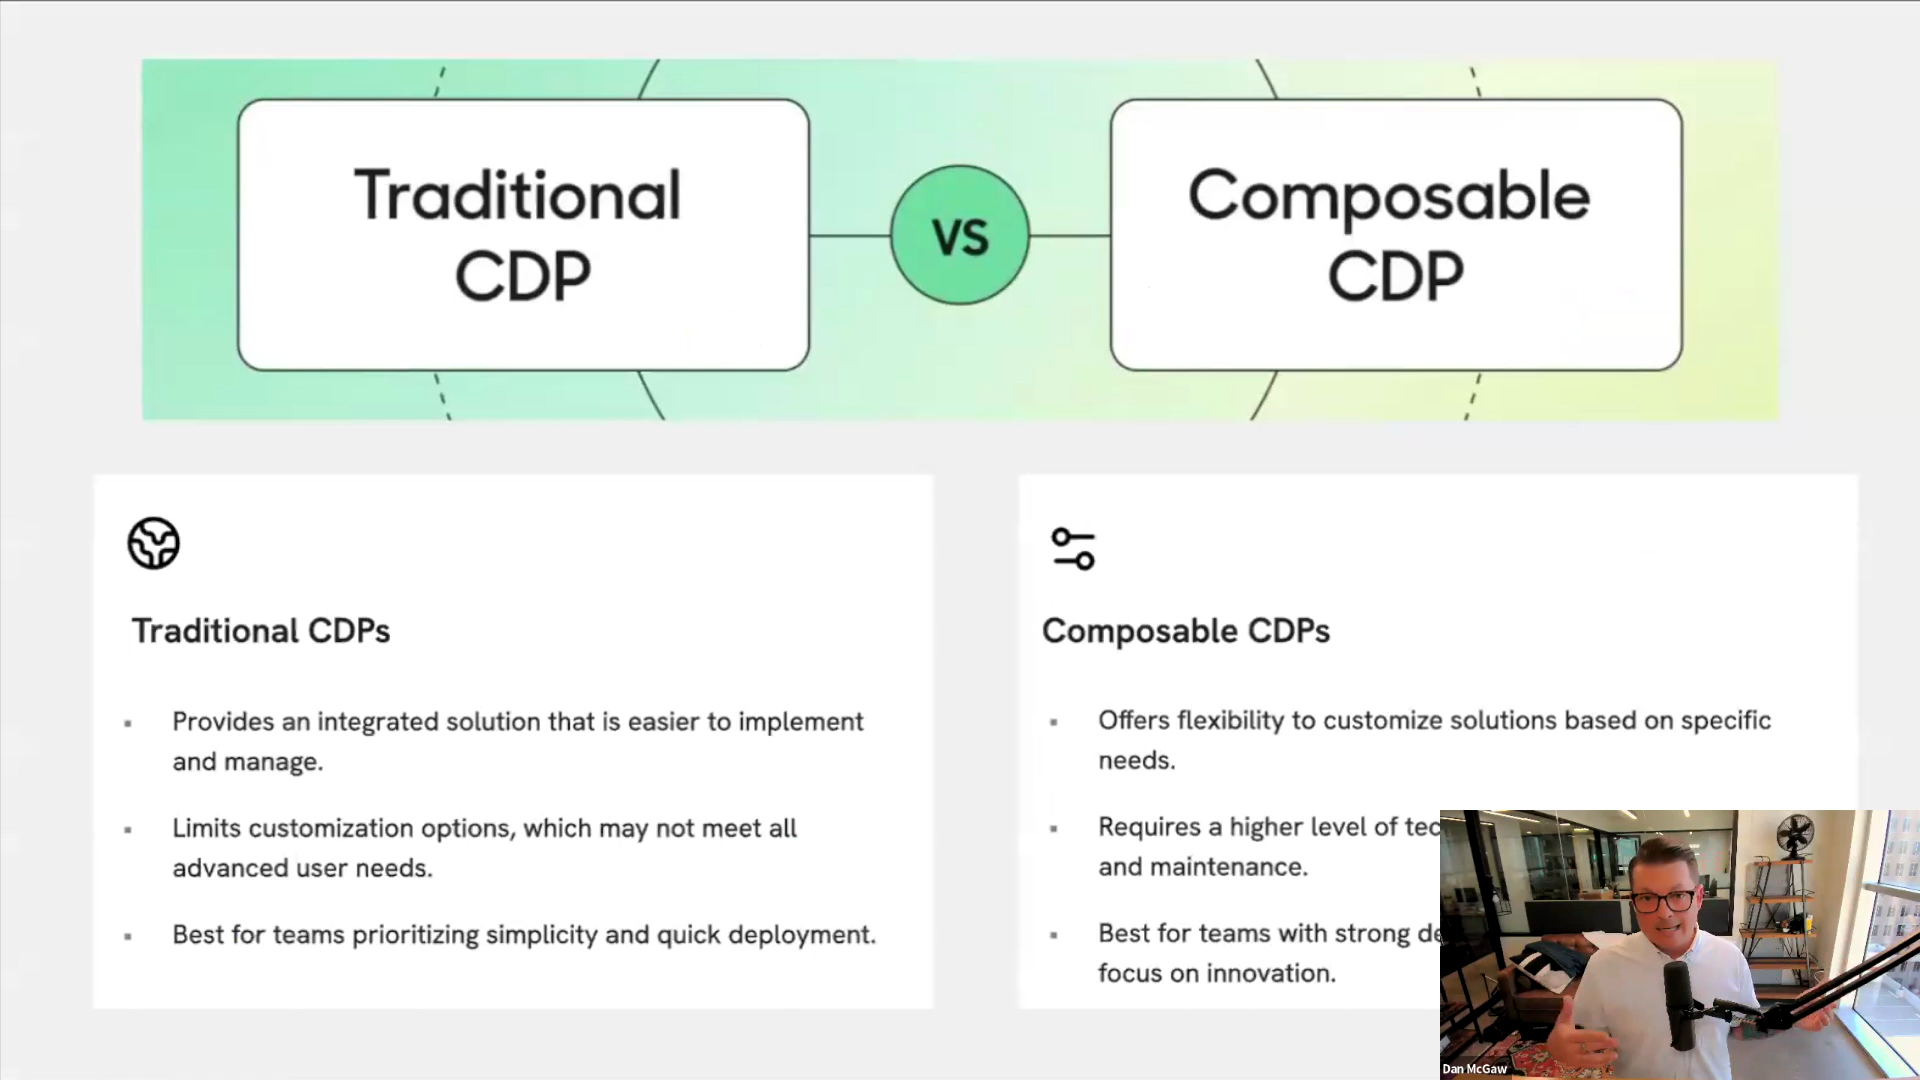 Traditional
CDP
VS
Composable
CDP
Traditional CDPs
▪ Provides an integrated solution that is easier to implement
and manage.
▪ Limits customization options, which may not meet all
advanced user needs.
▪ Best for teams prioritizing simplicity and quick deployment.
Composable CDPs
▪ Offers flexibility to customize solutions based on specific
needs.
▪ Requires a higher level of
and maintenance.
▪ Best for teams with strong
focus on innovation.
Dan McGaw